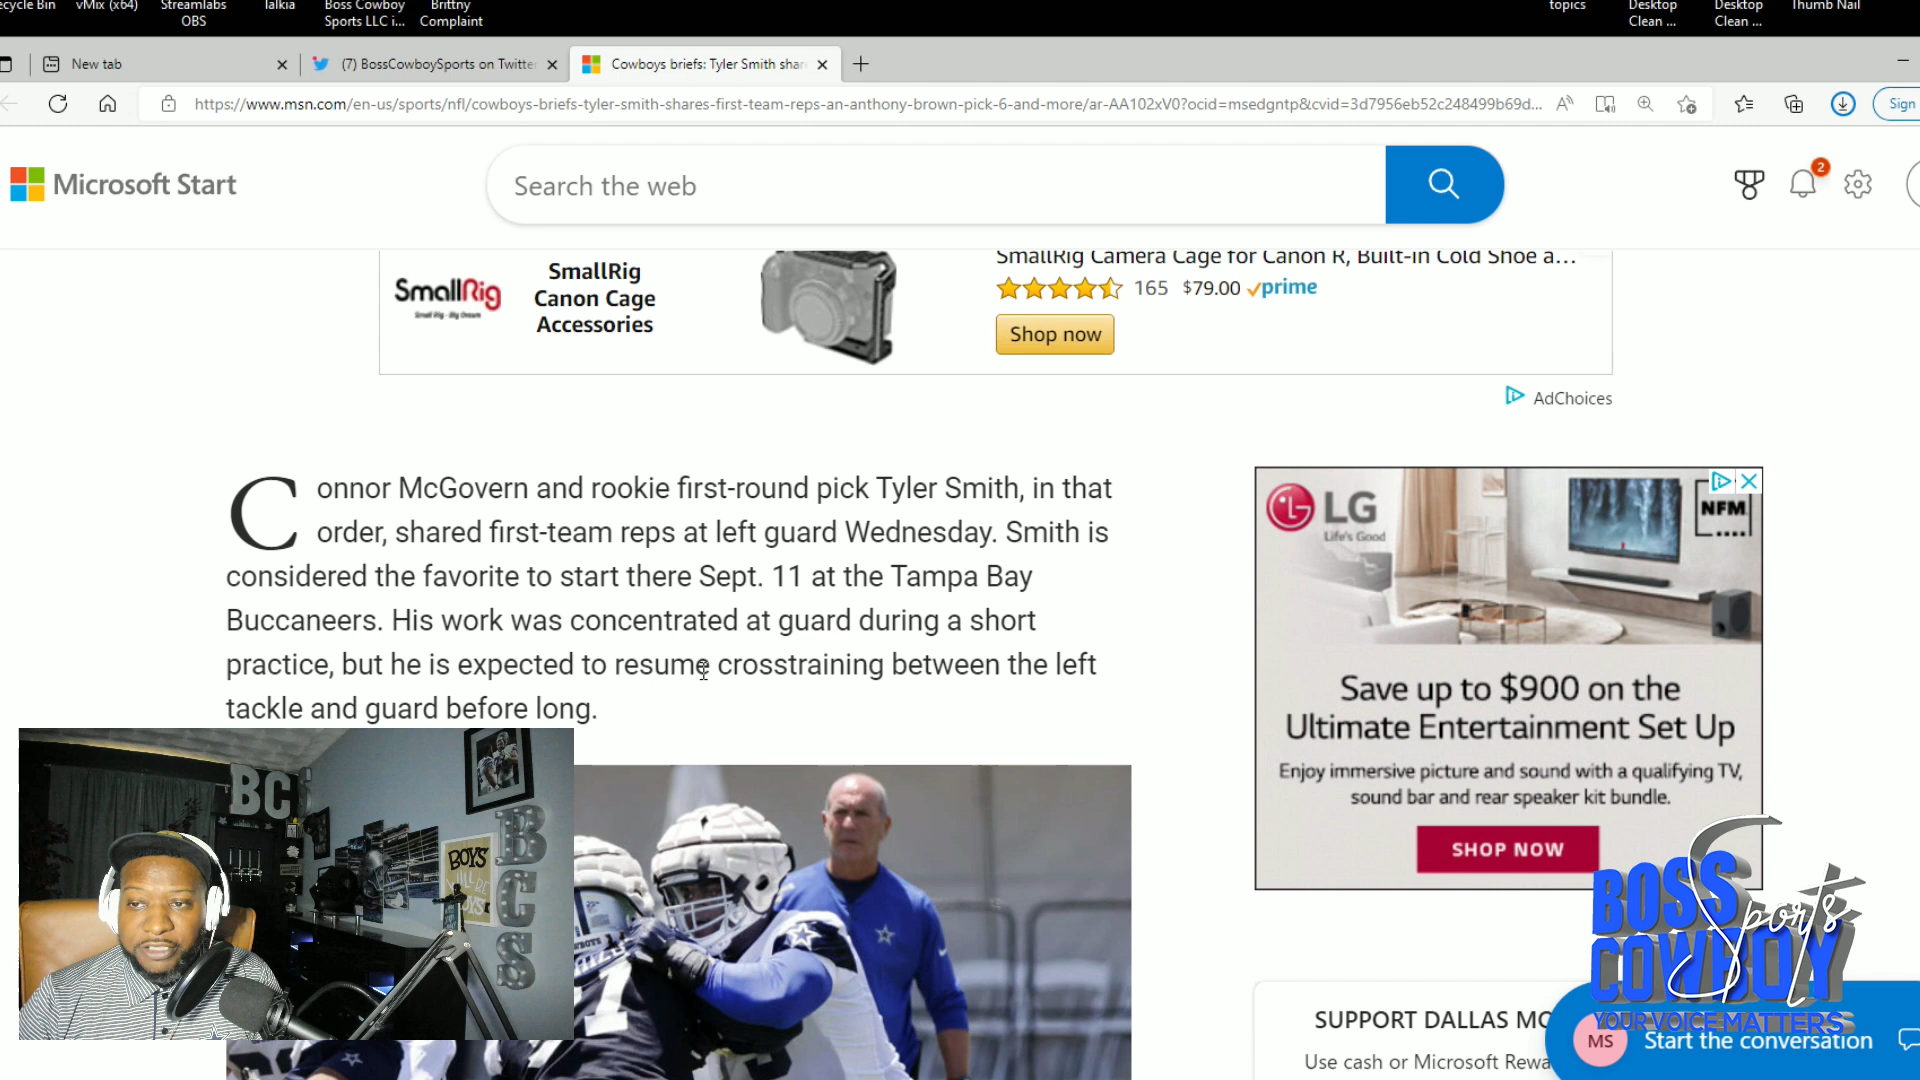 ecycle Bin
vMix (x64)
Streamlabs
OBS
Talkia
Boss Cowboy
Sports LLC i...
Brittny
Complaint
topics
Desktop
Clean ...
Desktop
Clean ...
Thumb Nail
New tab
(7) BossCowboySports on Twitte
Cowboys briefs: Tyler Smith shar
https://www.msn.com/en-us/sports/nfl/cowboys-briefs-tyler-smith-shares-first-team-reps-an-anthony-brown-pick-6-and-more/ar-AA102xV0?ocid=msedgntp&cvid=3d7956eb52c248499b69d...
Sign
Microsoft Start
Search the web
2
SmallRig
Small Rig - Big Dream
SmallRig
Canon Cage
Accessories
SmallRig Camera Cage for Canon R, Built-in Cold Shoe a...
165 $79.00 prime
Shop now
AdChoices
Connor McGovern and rookie first-round pick Tyler Smith, in that
order, shared first-team reps at left guard Wednesday. Smith is
considered the favorite to start there Sept. 11 at the Tampa Bay
Buccaneers. His work was concentrated at guard during a short
practice, but he is expected to resume crosstraining between the left
tackle and guard before long.
LG
Life's Good
NFM
Save up to $900 on the
Ultimate Entertainment Set Up
Enjoy immersive picture and sound with a qualifying TV,
sound bar and rear speaker kit bundle.
SHOP NOW
BC
BOYS
WILL BE
BOYS
BCS
BOSS
Sports
COWBOY
YOUR VOICE MATTERS
SUPPORT DALLAS MO
Use cash or Microsoft Rewa
MS
Start the conversation